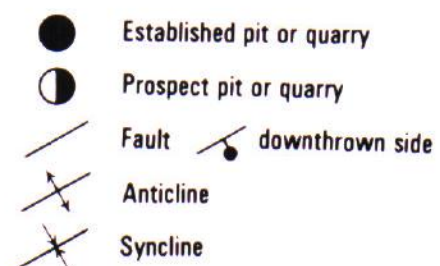 Established pit or quarry
Prospect pit or quarry
Fault downthrown side
Anticline
Syncline